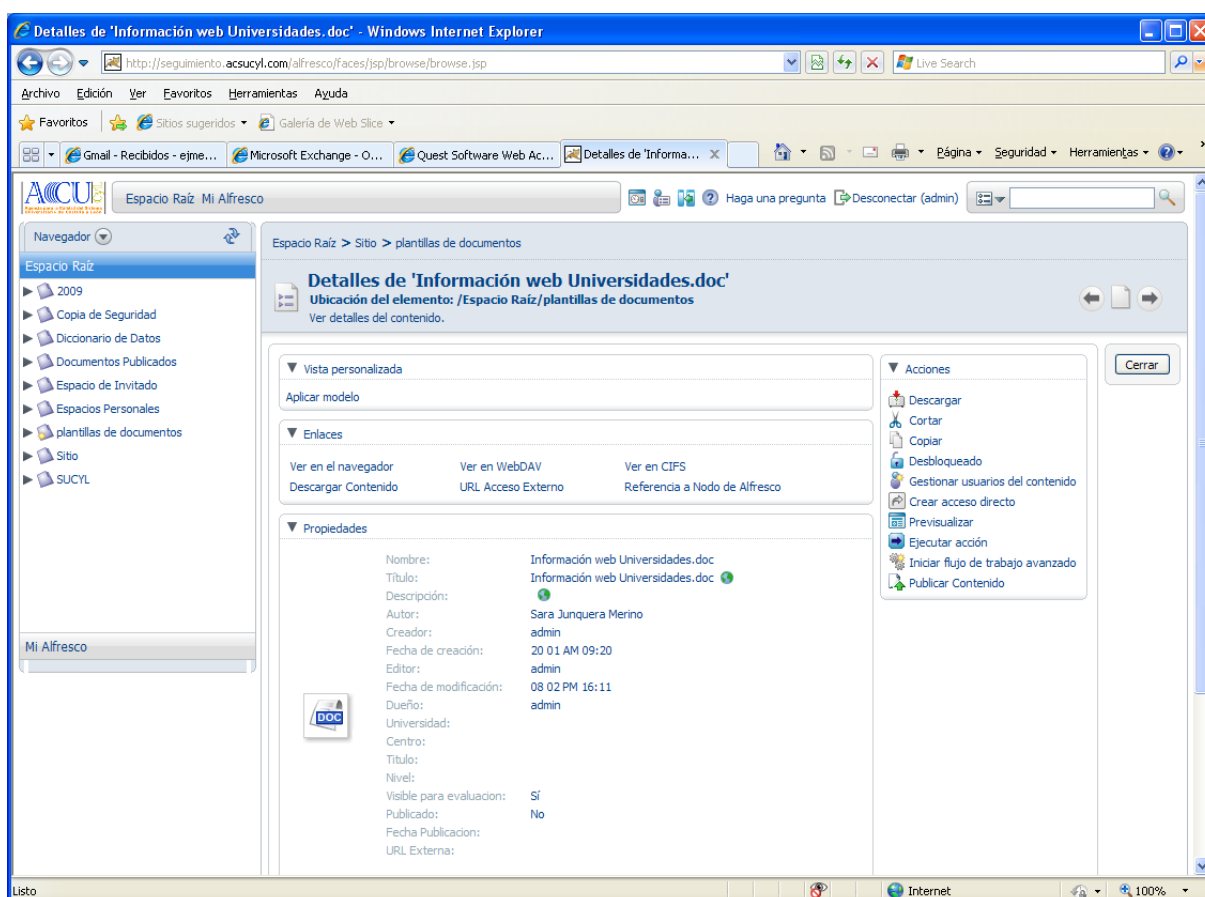 Detalles de 'Información web Universidades.doc' - Windows Internet Explorer
http://seguimiento.acsucyl.com/alfresco/faces/jsp/browse/browse.jsp
Live Search
Archivo Edición Ver Favoritos Herramientas Ayuda
Favoritos Sitios sugeridos Galería de Web Slice
Gmail - Recibidos - ejme... Microsoft Exchange - O... Quest Software Web Ac... Detalles de 'Informa... X Página Seguridad Herramientas
ACCUE Espacio Raíz Mi Alfresco Haga una pregunta Desconectar (admin)
Navegador
Espacio Raíz
2009
Copia de Seguridad
Diccionario de Datos
Documentos Publicados
Espacio de Invitado
Espacios Personales
plantillas de documentos
Sitio
SUCYL
Mi Alfresco
Espacio Raíz > Sitio > plantillas de documentos
Detalles de 'Información web Universidades.doc'
Ubicación del elemento: /Espacio Raíz/plantillas de documentos
Ver detalles del contenido.
Vista personalizada
Aplicar modelo
Enlaces
Ver en el navegador Ver en WebDAV Ver en CIFS
Descargar Contenido URL Acceso Externo Referencia a Nodo de Alfresco
Propiedades
DOC
Nombre: Información web Universidades.doc
Título: Información web Universidades.doc
Descripción:
Autor: Sara Junquera Merino
Creador: admin
Fecha de creación: 20 01 AM 09:20
Editor: admin
Fecha de modificación: 08 02 PM 16:11
Dueño: admin
Universidad:
Centro:
Titulo:
Nivel:
Visible para evaluacion: Sí
Publicado: No
Fecha Publicacion:
URL Externa:
Acciones
Descargar
Cortar
Copiar
Desbloqueado
Gestionar usuarios del contenido
Crear acceso directo
Previsualizar
Ejecutar acción
Iniciar flujo de trabajo avanzado
Publicar Contenido
Cerrar
Listo Internet 100%